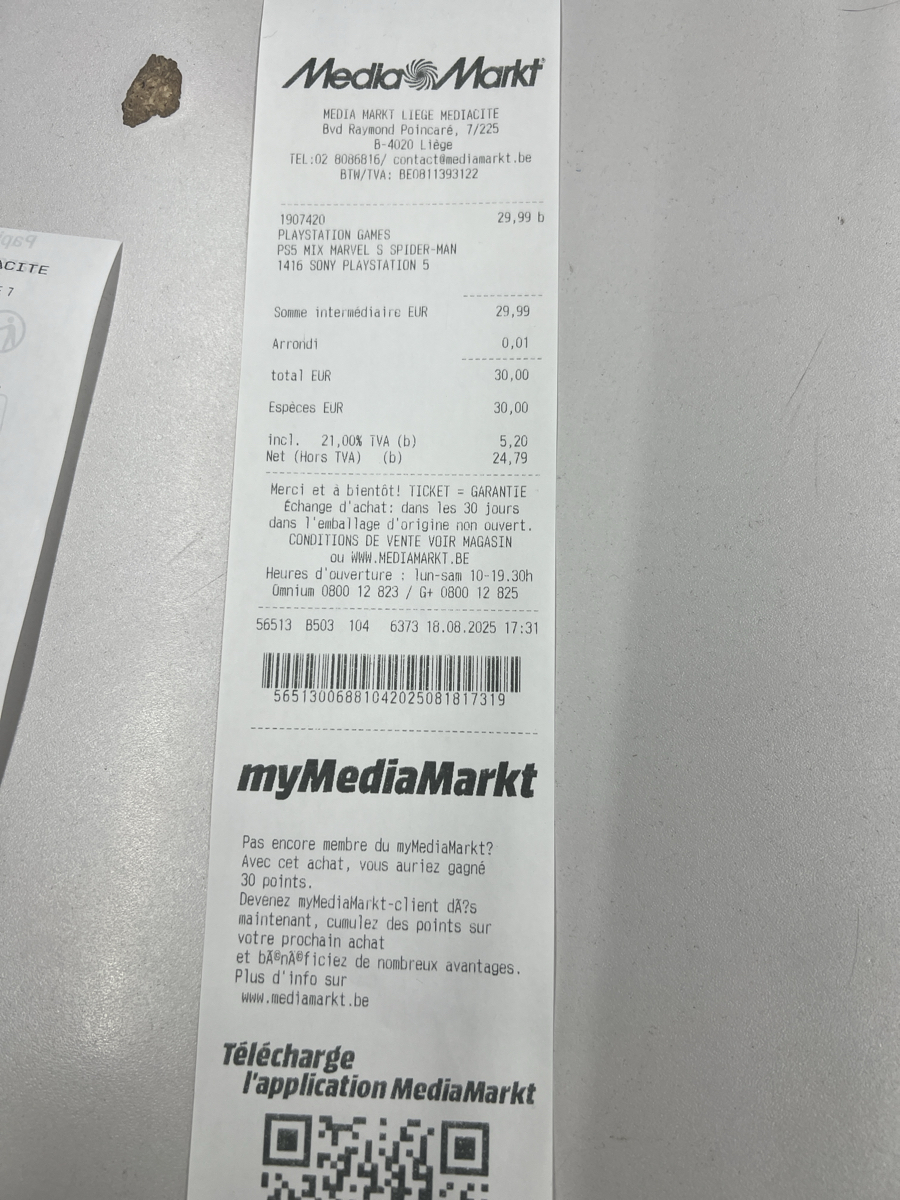 Media Markt
MEDIA MARKT LIEGE MEDIACITE
Bvd Raymond Poincaré, 7/225
B-4020 Liège
TEL:02 8086816/ contact@mediamarkt.be
BTW/TVA: BE0811393122
1907420 29,99 b
PLAYSTATION GAMES
PS5 MIX MARVEL S SPIDER-MAN
1416 SONY PLAYSTATION 5
Somme intermédiaire EUR 29,99
Arrondi 0,01
total EUR 30,00
Espèces EUR 30,00
incl. 21,00% TVA (b) 5,20
Net (Hors TVA) (b) 24,79
Merci et à bientôt! TICKET = GARANTIE
Échange d'achat: dans les 30 jours
dans l'emballage d'origine non ouvert.
CONDITIONS DE VENTE VOIR MAGASIN
ou WWW.MEDIAMARKT.BE
Heures d'ouverture : lun-sam 10-19.30h
Omnium 0800 12 823 / G+ 0800 12 825
56513 B503 104 6373 18.08.2025 17:31
56513006881042025081817319
myMediaMarkt
Pas encore membre du myMediaMarkt?
Avec cet achat, vous auriez gagné
30 points.
Devenez myMediaMarkt-client dÃ?s
maintenant, cumulez des points sur
votre prochain achat
et bÃ®nÃ®ficiez de nombreux avantages.
Plus d'info sur
www.mediamarkt.be
Télécharge
l'application MediaMarkt
ACITE